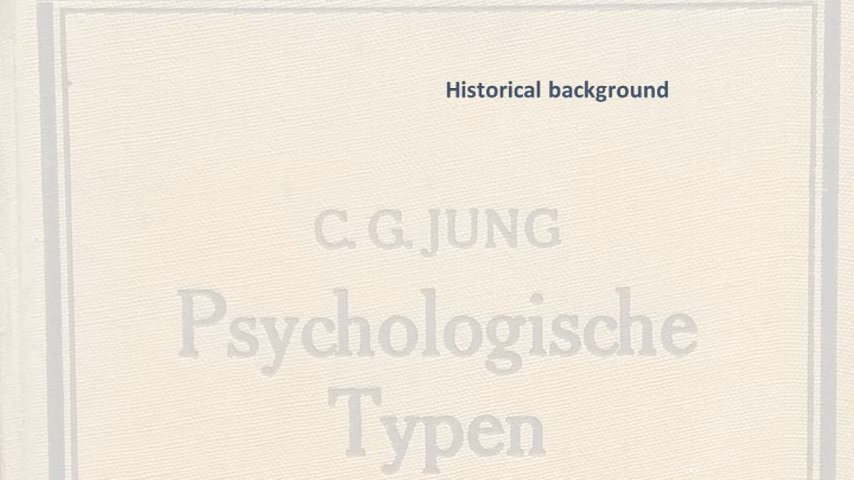 Historical background
C. G. JUNG
Psychologische
Typen